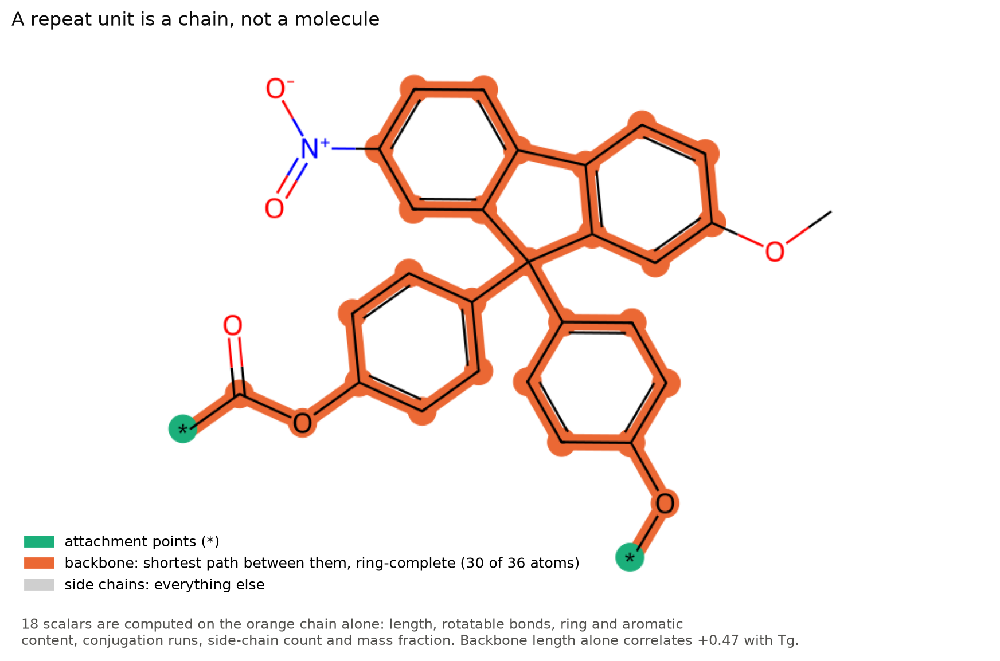 A repeat unit is a chain, not a molecule
O⁻
N⁺
O
O
O
O
*
O
*
attachment points (*)
backbone: shortest path between them, ring-complete (30 of 36 atoms)
side chains: everything else
18 scalars are computed on the orange chain alone: length, rotatable bonds, ring and aromatic
content, conjugation runs, side-chain count and mass fraction. Backbone length alone correlates +0.47 with Tg.